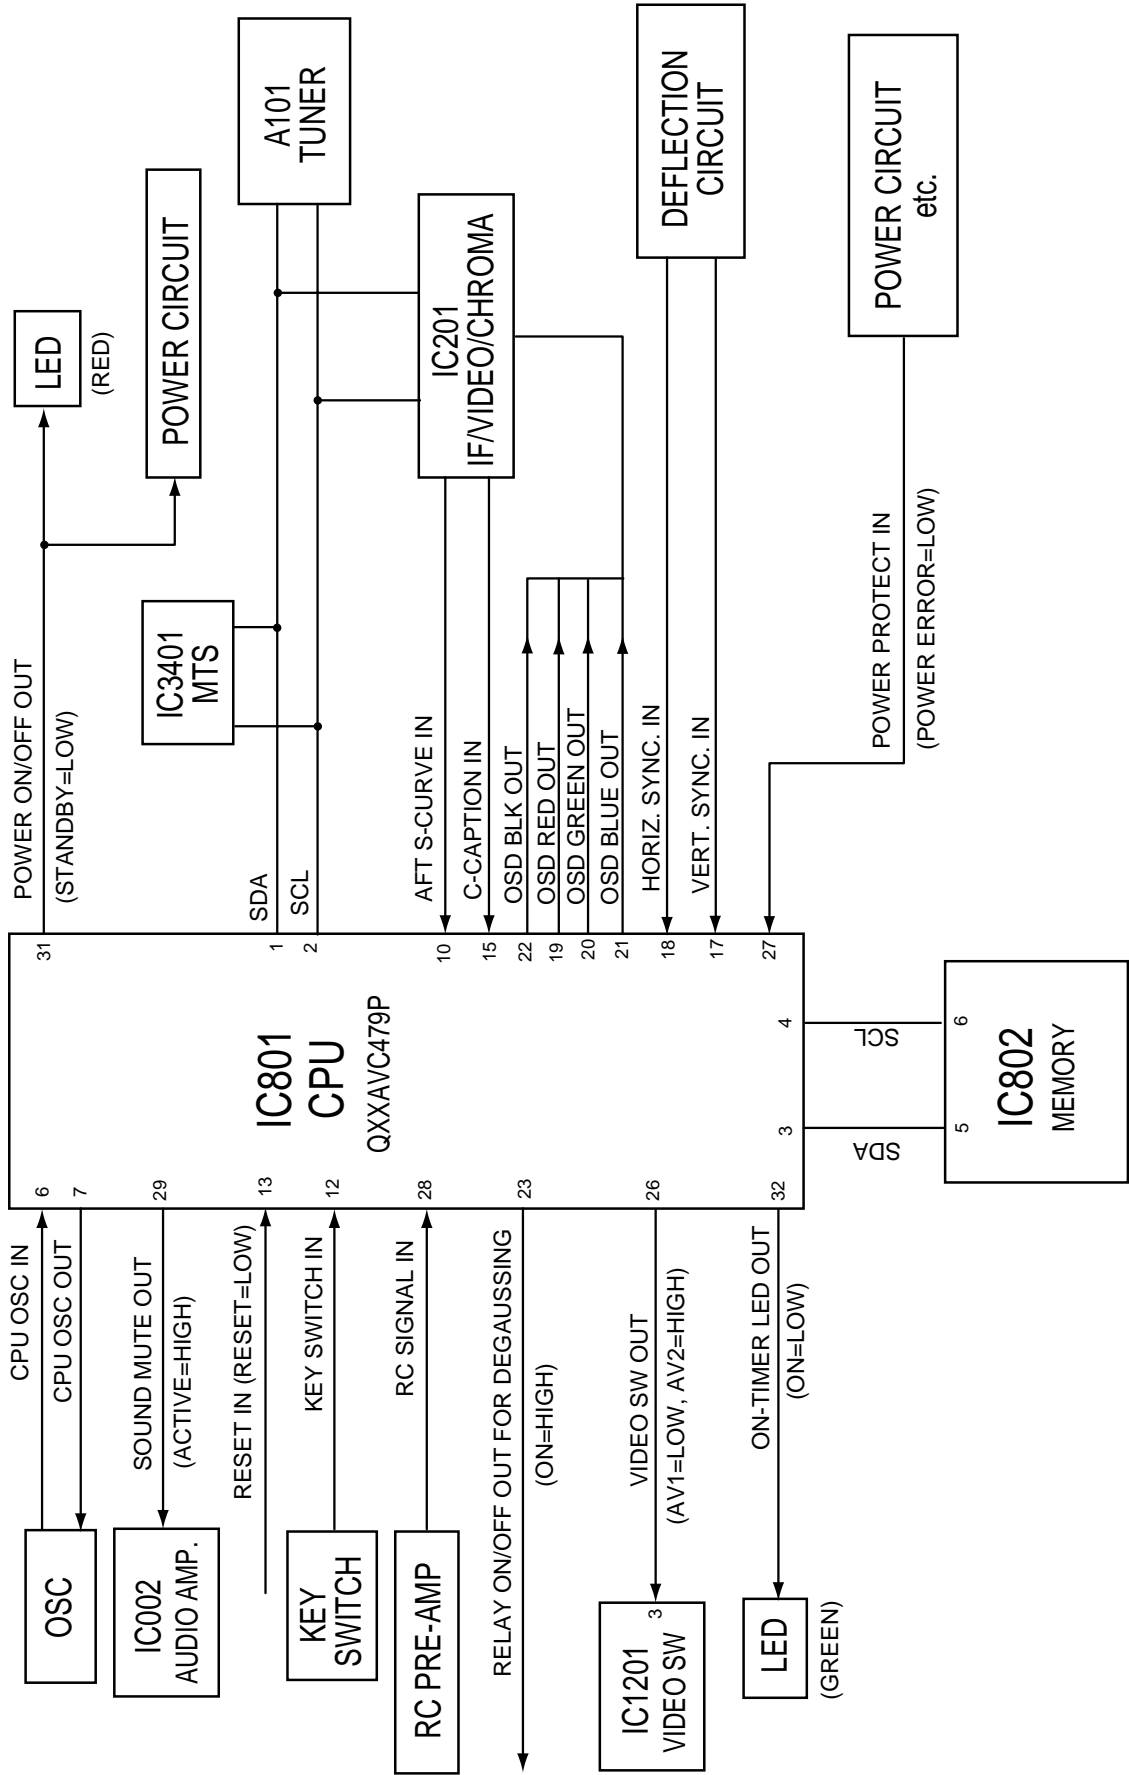 OSC
CPU OSC IN
CPU OSC OUT
6
7
IC002
AUDIO AMP.
SOUND MUTE OUT
(ACTIVE=HIGH)
29
RESET IN (RESET=LOW)
13
KEY
SWITCH
KEY SWITCH IN
12
RC PRE-AMP
RC SIGNAL IN
28
RELAY ON/OFF OUT FOR DEGAUSSING
(ON=HIGH)
23
IC1201
VIDEO SW
3
VIDEO SW OUT
(AV1=LOW, AV2=HIGH)
26
LED
(GREEN)
ON-TIMER LED OUT
(ON=LOW)
32
IC801
CPU
QXXAVC479P
3
4
SDA
SCL
5
6
IC802
MEMORY
31
POWER ON/OFF OUT
(STANDBY=LOW)
LED
(RED)
POWER CIRCUIT
1
SDA
2
SCL
IC3401
MTS
A101
TUNER
10
AFT S-CURVE IN
15
C-CAPTION IN
IC201
IF/VIDEO/CHROMA
22
OSD BLK OUT
19
OSD RED OUT
20
OSD GREEN OUT
21
OSD BLUE OUT
18
HORIZ. SYNC. IN
17
VERT. SYNC. IN
DEFLECTION
CIRCUIT
27
POWER PROTECT IN
(POWER ERROR=LOW)
POWER CIRCUIT
etc.